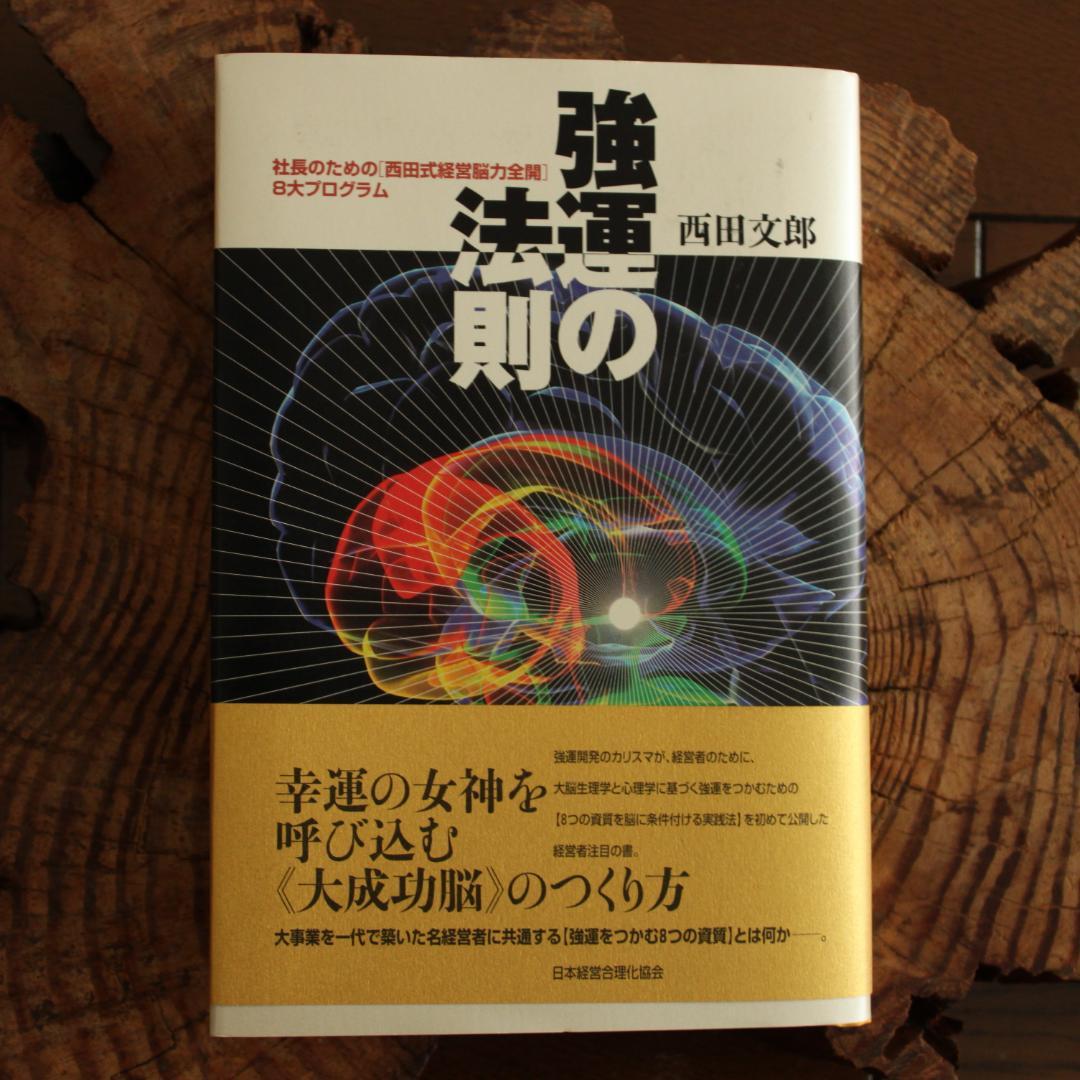 社長のための[西田式経営脳力全開]
8大プログラム
強運の
法則
西田文郎
幸運の女神を
呼び込む
《大成功脳》のつくり方
強運開発のカリスマが、経営者のために、
大脳生理学と心理学に基づく強運をつかむための
【8つの資質を脳に条件付ける実践法】を初めて公開した
経営者注目の書。
大事業を一代で築いた名経営者に共通する【強運をつかむ8つの資質】とは何か――。
日本経営合理化協会